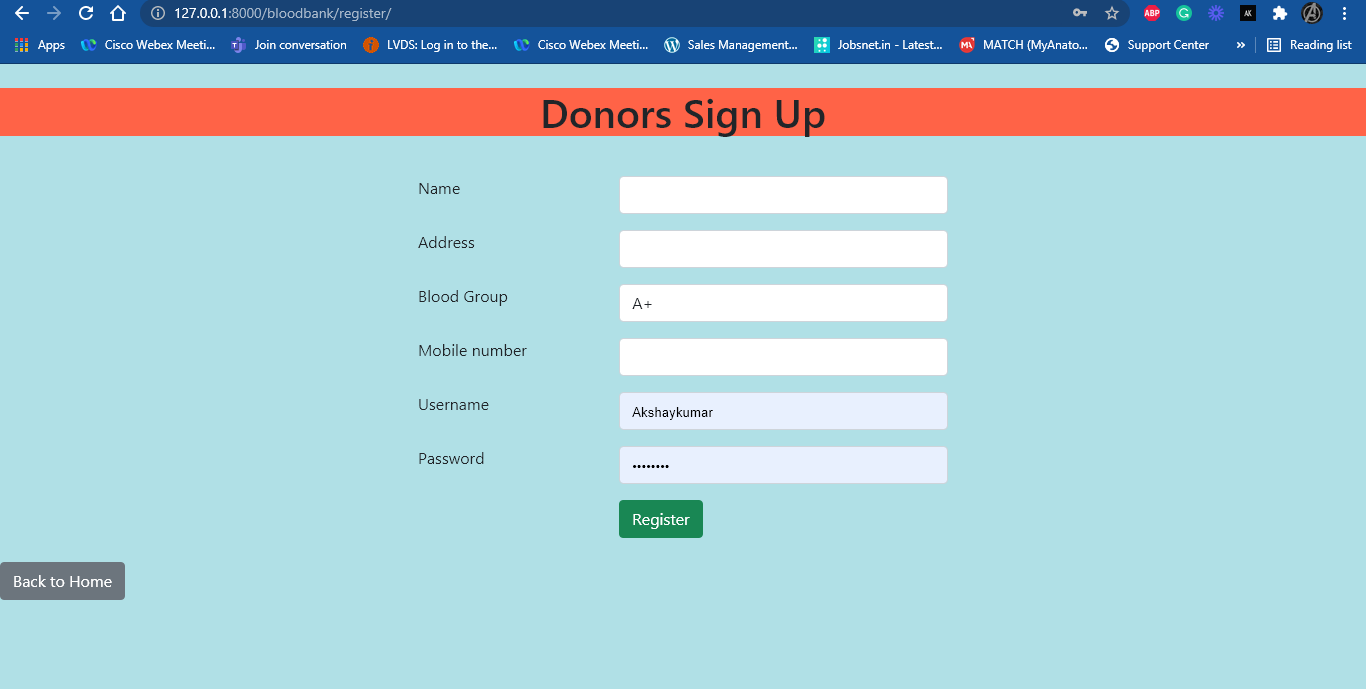 127.0.0.1:8000/bloodbank/register/
ABP
AK
Apps Cisco Webex Meeti... Join conversation LVDS: Log in to the... Cisco Webex Meeti... Sales Management... Jobsnet.in - Latest... MATCH (MyAnato... Support Center » Reading list
Donors Sign Up
Name
Address
Blood Group A+
Mobile number
Username Akshaykumar
Password ••••••••
Register
Back to Home